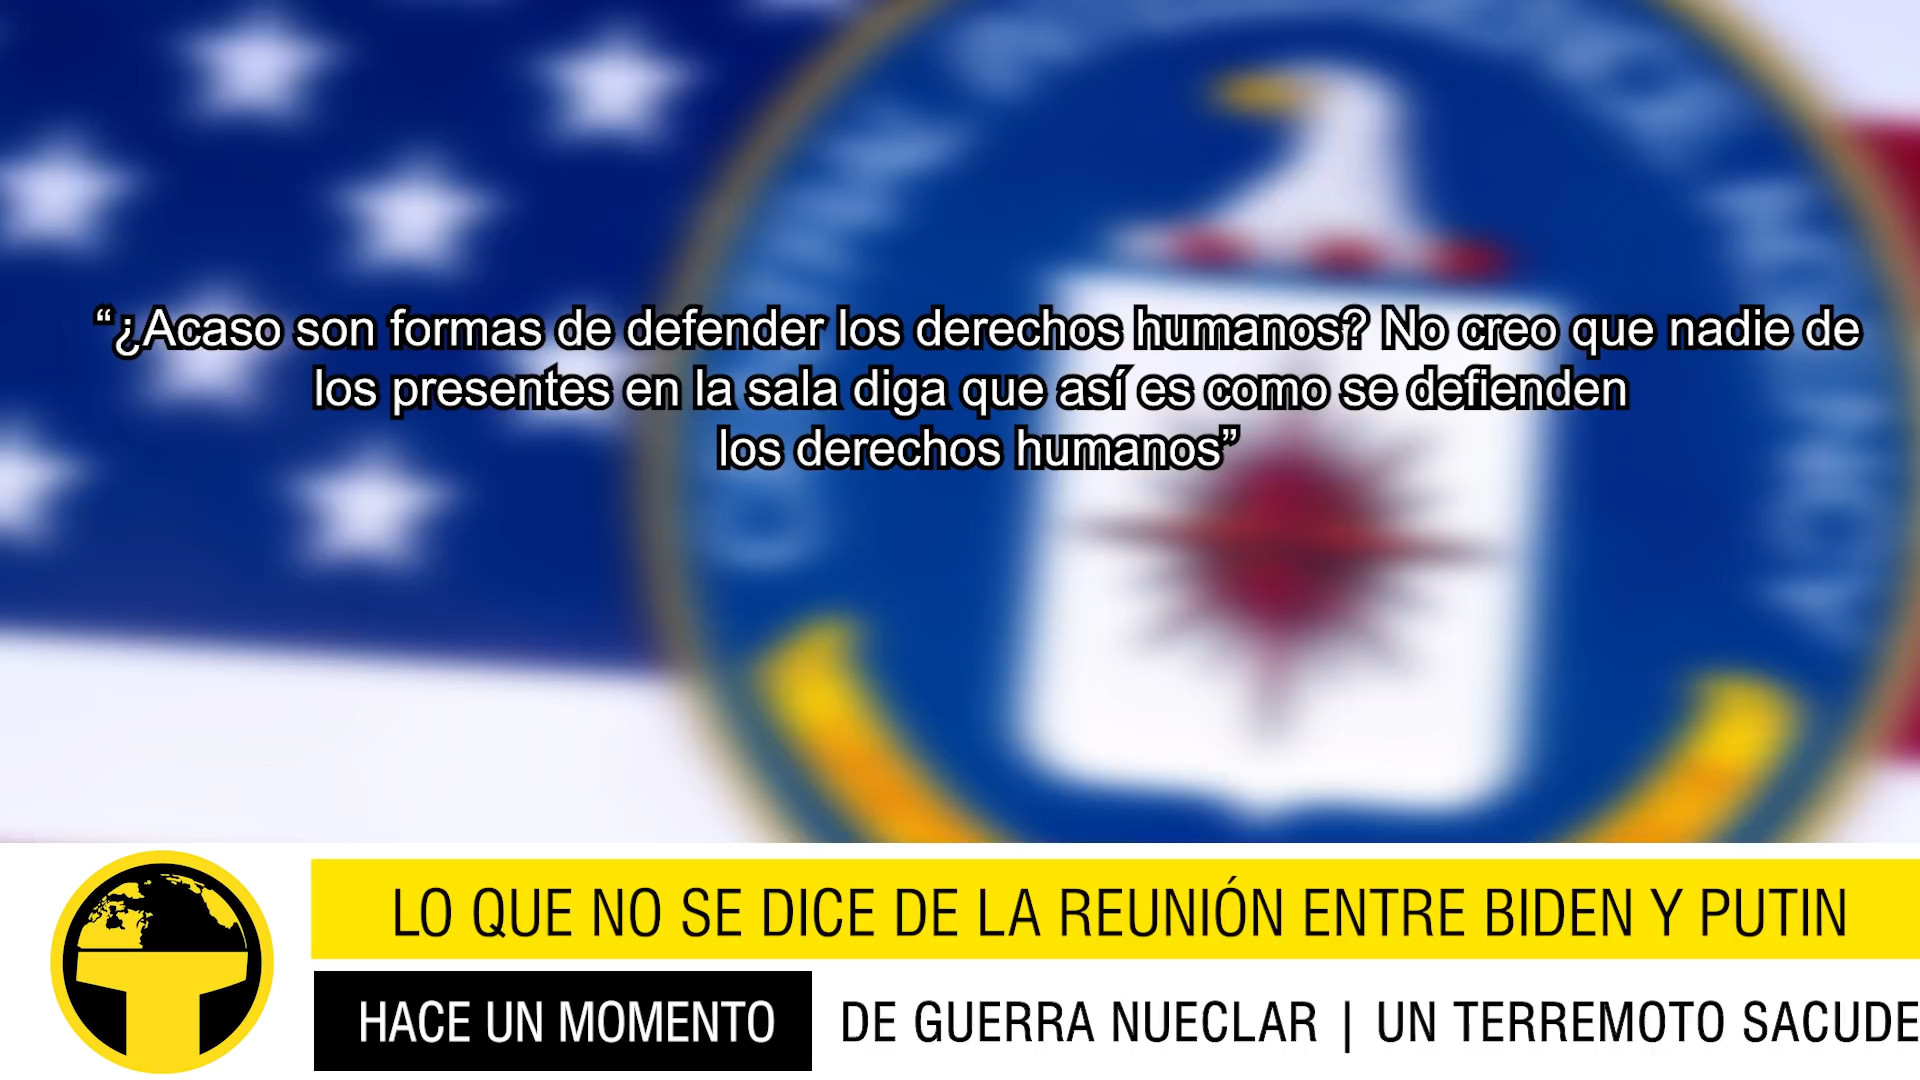 “¿Acaso son formas de defender los derechos humanos? No creo que nadie de
los presentes en la sala diga que así es como se defienden
los derechos humanos”
LO QUE NO SE DICE DE LA REUNIÓN ENTRE BIDEN Y PUTIN
HACE UN MOMENTO
DE GUERRA NUECLAR | UN TERREMOTO SACUDE